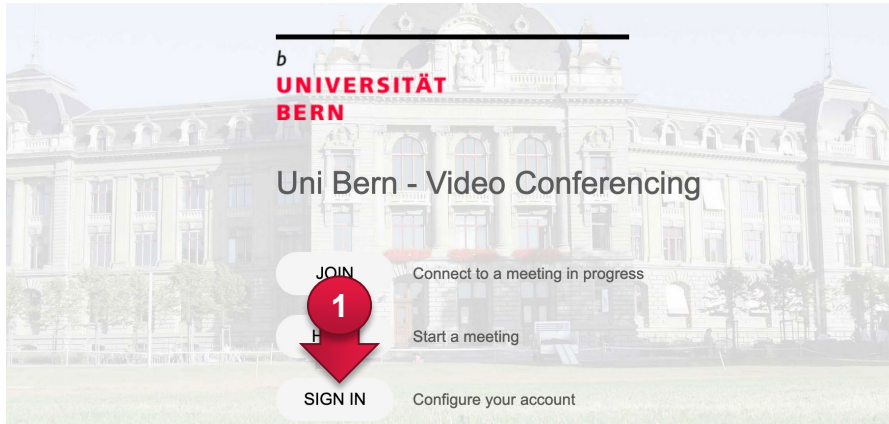 b
UNIVERSITÄT
BERN
Uni Bern - Video Conferencing
JOIN Connect to a meeting in progress
1
Start a meeting
SIGN IN Configure your account